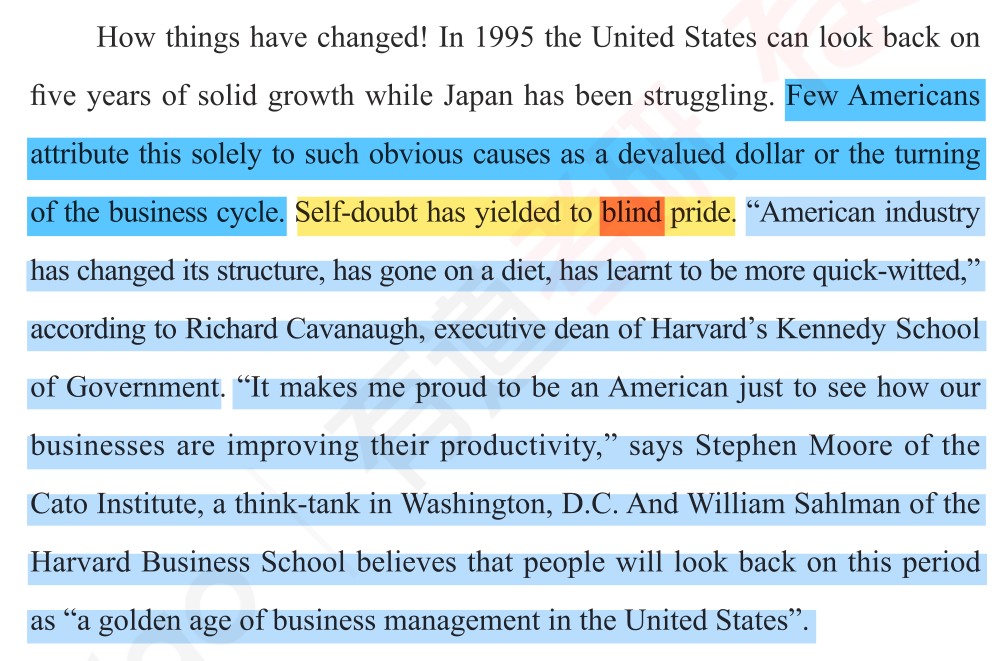 How things have changed! In 1995 the United States can look back on
five years of solid growth while Japan has been struggling. Few Americans
attribute this solely to such obvious causes as a devalued dollar or the turning
of the business cycle. Self-doubt has yielded to blind pride. “American industry
has changed its structure, has gone on a diet, has learnt to be more quick-witted,”
according to Richard Cavanaugh, executive dean of Harvard’s Kennedy School
of Government. “It makes me proud to be an American just to see how our
businesses are improving their productivity,” says Stephen Moore of the
Cato Institute, a think-tank in Washington, D.C. And William Sahlman of the
Harvard Business School believes that people will look back on this period
as “a golden age of business management in the United States”.
有道考研